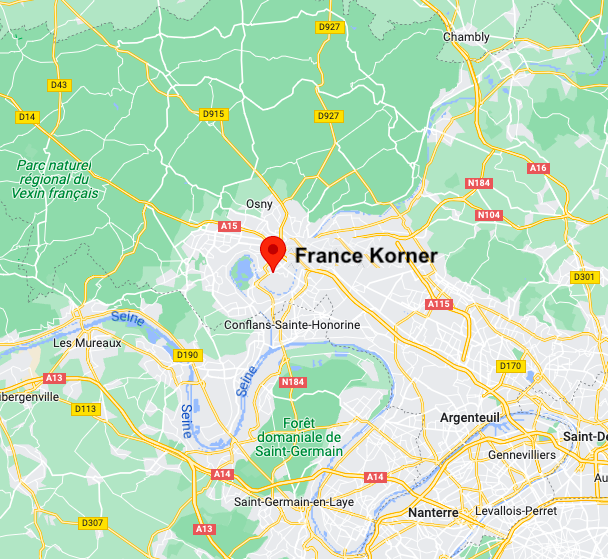 D927
Chambly
D43
D14
D915
D927
Parc naturel
régional du
Vexin français
A16
N184
Osny
N104
A15
France Korner
D301
A115
Seine
Conflans-Sainte-Honorine
Les Mureaux
D190
D170
A13
N184
Seine
ubergenville
D113
Seine
Argenteuil
Forêt
domaniale de
Saint-Germain
Saint-De
Gennevilliers
A14
A14
Au
Saint-Germain-en-Laye
Nanterre
Levallois-Perret
D307
A13